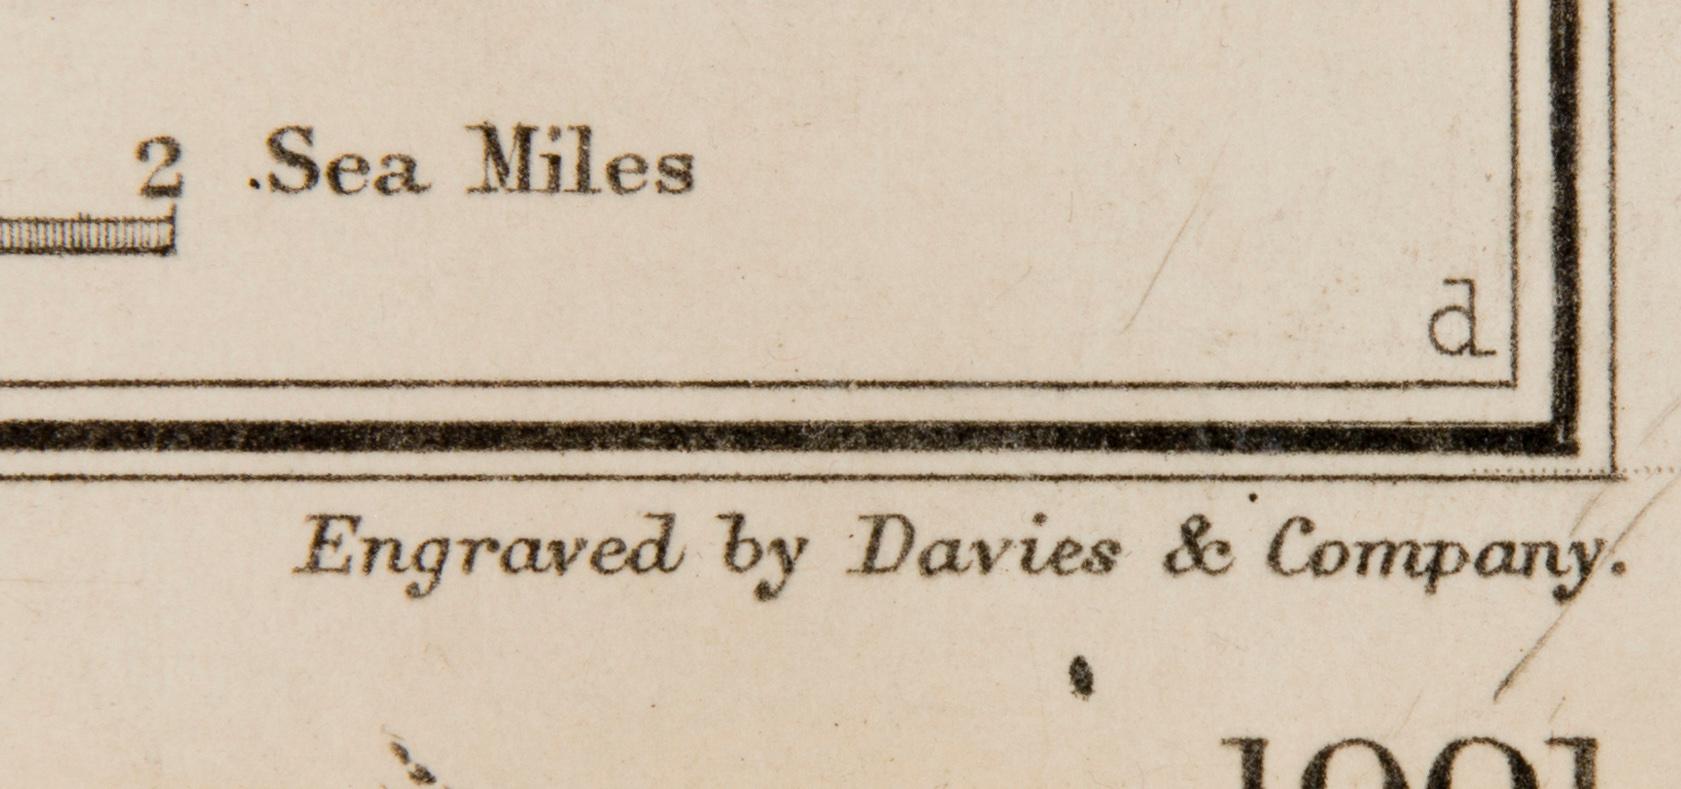 2 Sea Miles
d
Engraved by Davies & Company.